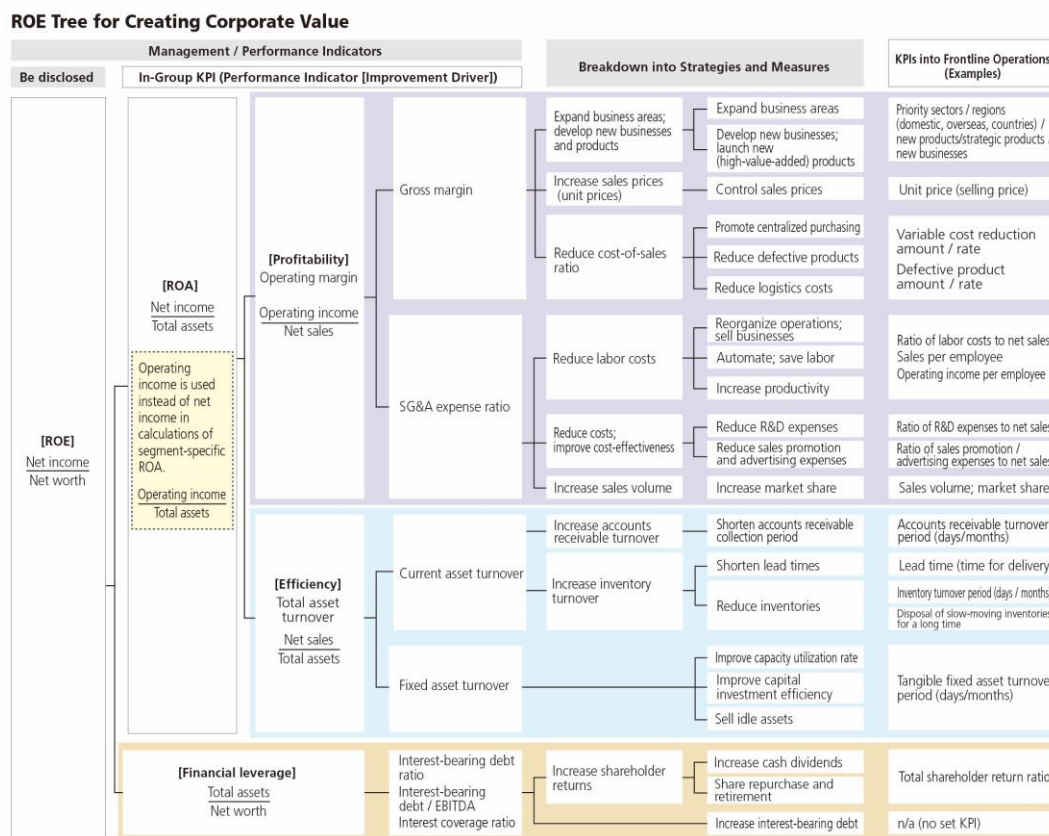 ROE Tree for Creating Corporate Value
Management / Performance Indicators
Breakdown into Strategies and Measures
KPIs into Frontline Operations
(Examples)
Be disclosed
In-Group KPI (Performance Indicator [Improvement Driver])
[ROE]
Net income
Net worth
[ROA]
Net income
Total assets
Operating
income is used
instead of net
income in
calculations of
segment-specific
ROA.
Operating income
Total assets
[Profitability]
Operating margin
Operating income
Net sales
Gross margin
Expand business areas;
develop new businesses
and products
Expand business areas
Develop new businesses;
launch new
(high-value-added) products
Priority sectors / regions
(domestic, overseas, countries) /
new products/strategic products /
new businesses
Increase sales prices
(unit prices)
Control sales prices
Unit price (selling price)
Reduce cost-of-sales
ratio
Promote centralized purchasing
Reduce defective products
Reduce logistics costs
Variable cost reduction
amount / rate
Defective product
amount / rate
SG&A expense ratio
Reduce labor costs
Reorganize operations;
sell businesses
Automate; save labor
Increase productivity
Ratio of labor costs to net sales
Sales per employee
Operating income per employee
Reduce costs;
improve cost-effectiveness
Reduce R&D expenses
Reduce sales promotion
and advertising expenses
Ratio of R&D expenses to net sales
Ratio of sales promotion /
advertising expenses to net sales
Increase sales volume
Increase market share
Sales volume; market share
[Efficiency]
Total asset
turnover
Net sales
Total assets
Current asset turnover
Increase accounts
receivable turnover
Shorten accounts receivable
collection period
Accounts receivable turnover
period (days/months)
Increase inventory
turnover
Shorten lead times
Reduce inventories
Lead time (time for delivery
Inventory turnover period (days / months
Disposal of slow-moving inventories
for a long time
Fixed asset turnover
Improve capacity utilization rate
Improve capital
investment efficiency
Sell idle assets
Tangible fixed asset turnove
period (days/months)
[Financial leverage]
Total assets
Net worth
Interest-bearing debt
ratio
Interest-bearing
debt / EBITDA
Interest coverage ratio
Increase shareholder
returns
Increase cash dividends
Share repurchase and
retirement
Total shareholder return ratio
Increase interest-bearing debt
n/a (no set KPI)